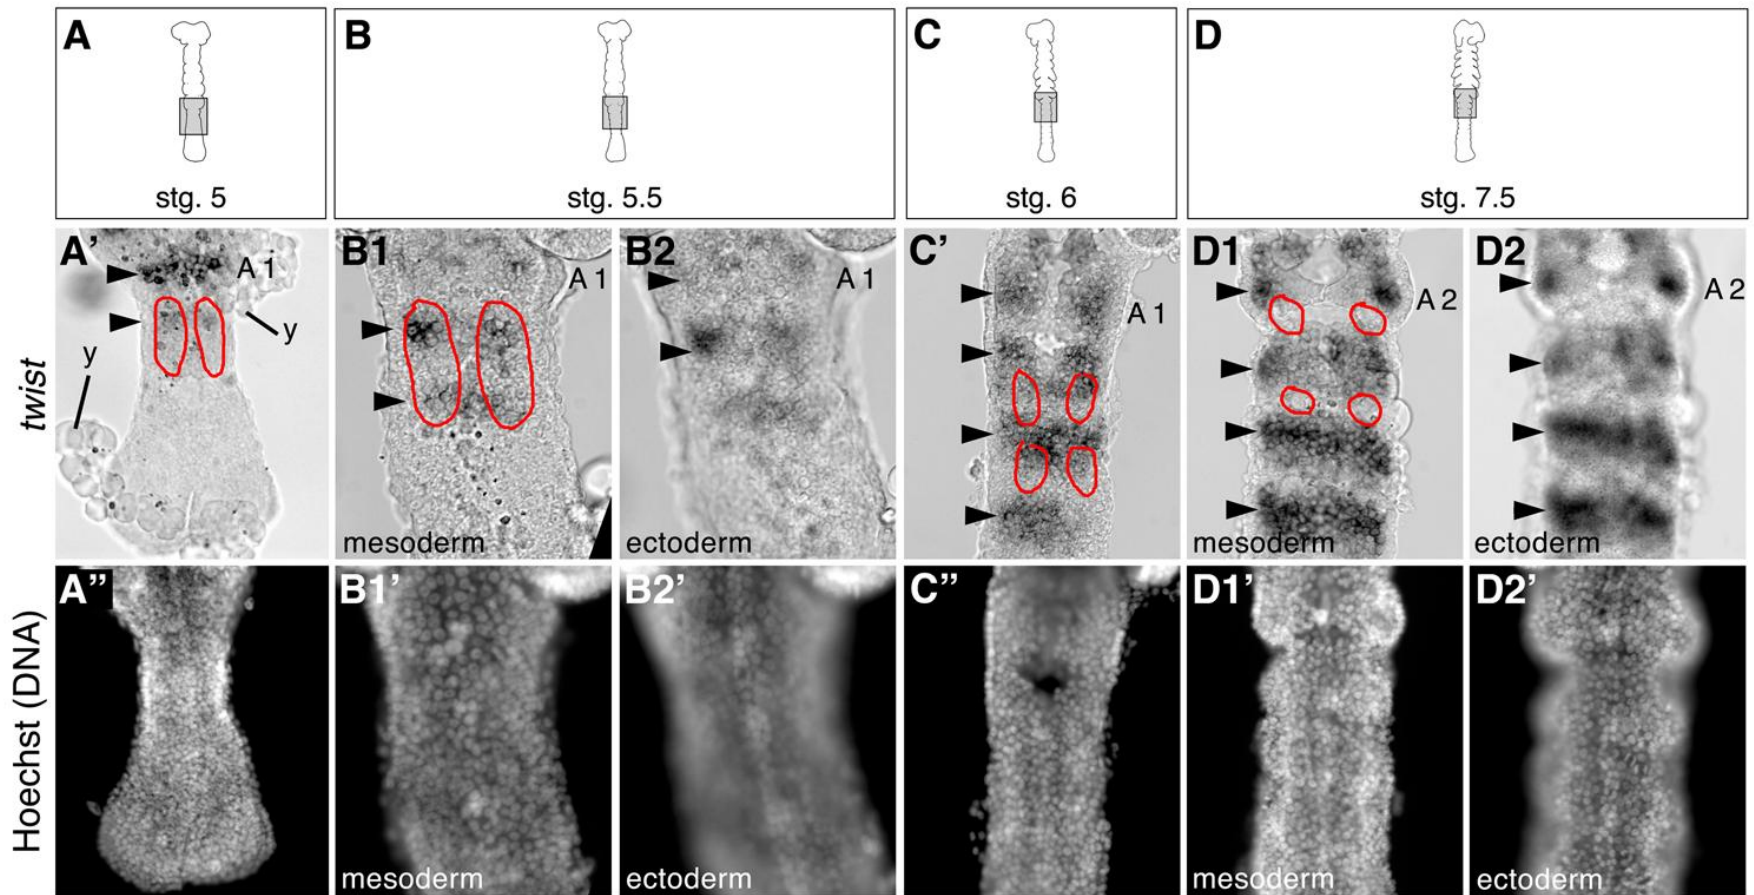 A
B
C
D
stg. 5
stg. 5.5
stg. 6
stg. 7.5
twist
A’
A 1
y
y
B1
A 1
mesoderm
B2
A 1
ectoderm
C’
A 1
D1
A 2
mesoderm
D2
A 2
ectoderm
Hoechst (DNA)
A’’
B1’
mesoderm
B2’
ectoderm
C’’
D1’
mesoderm
D2’
ectoderm